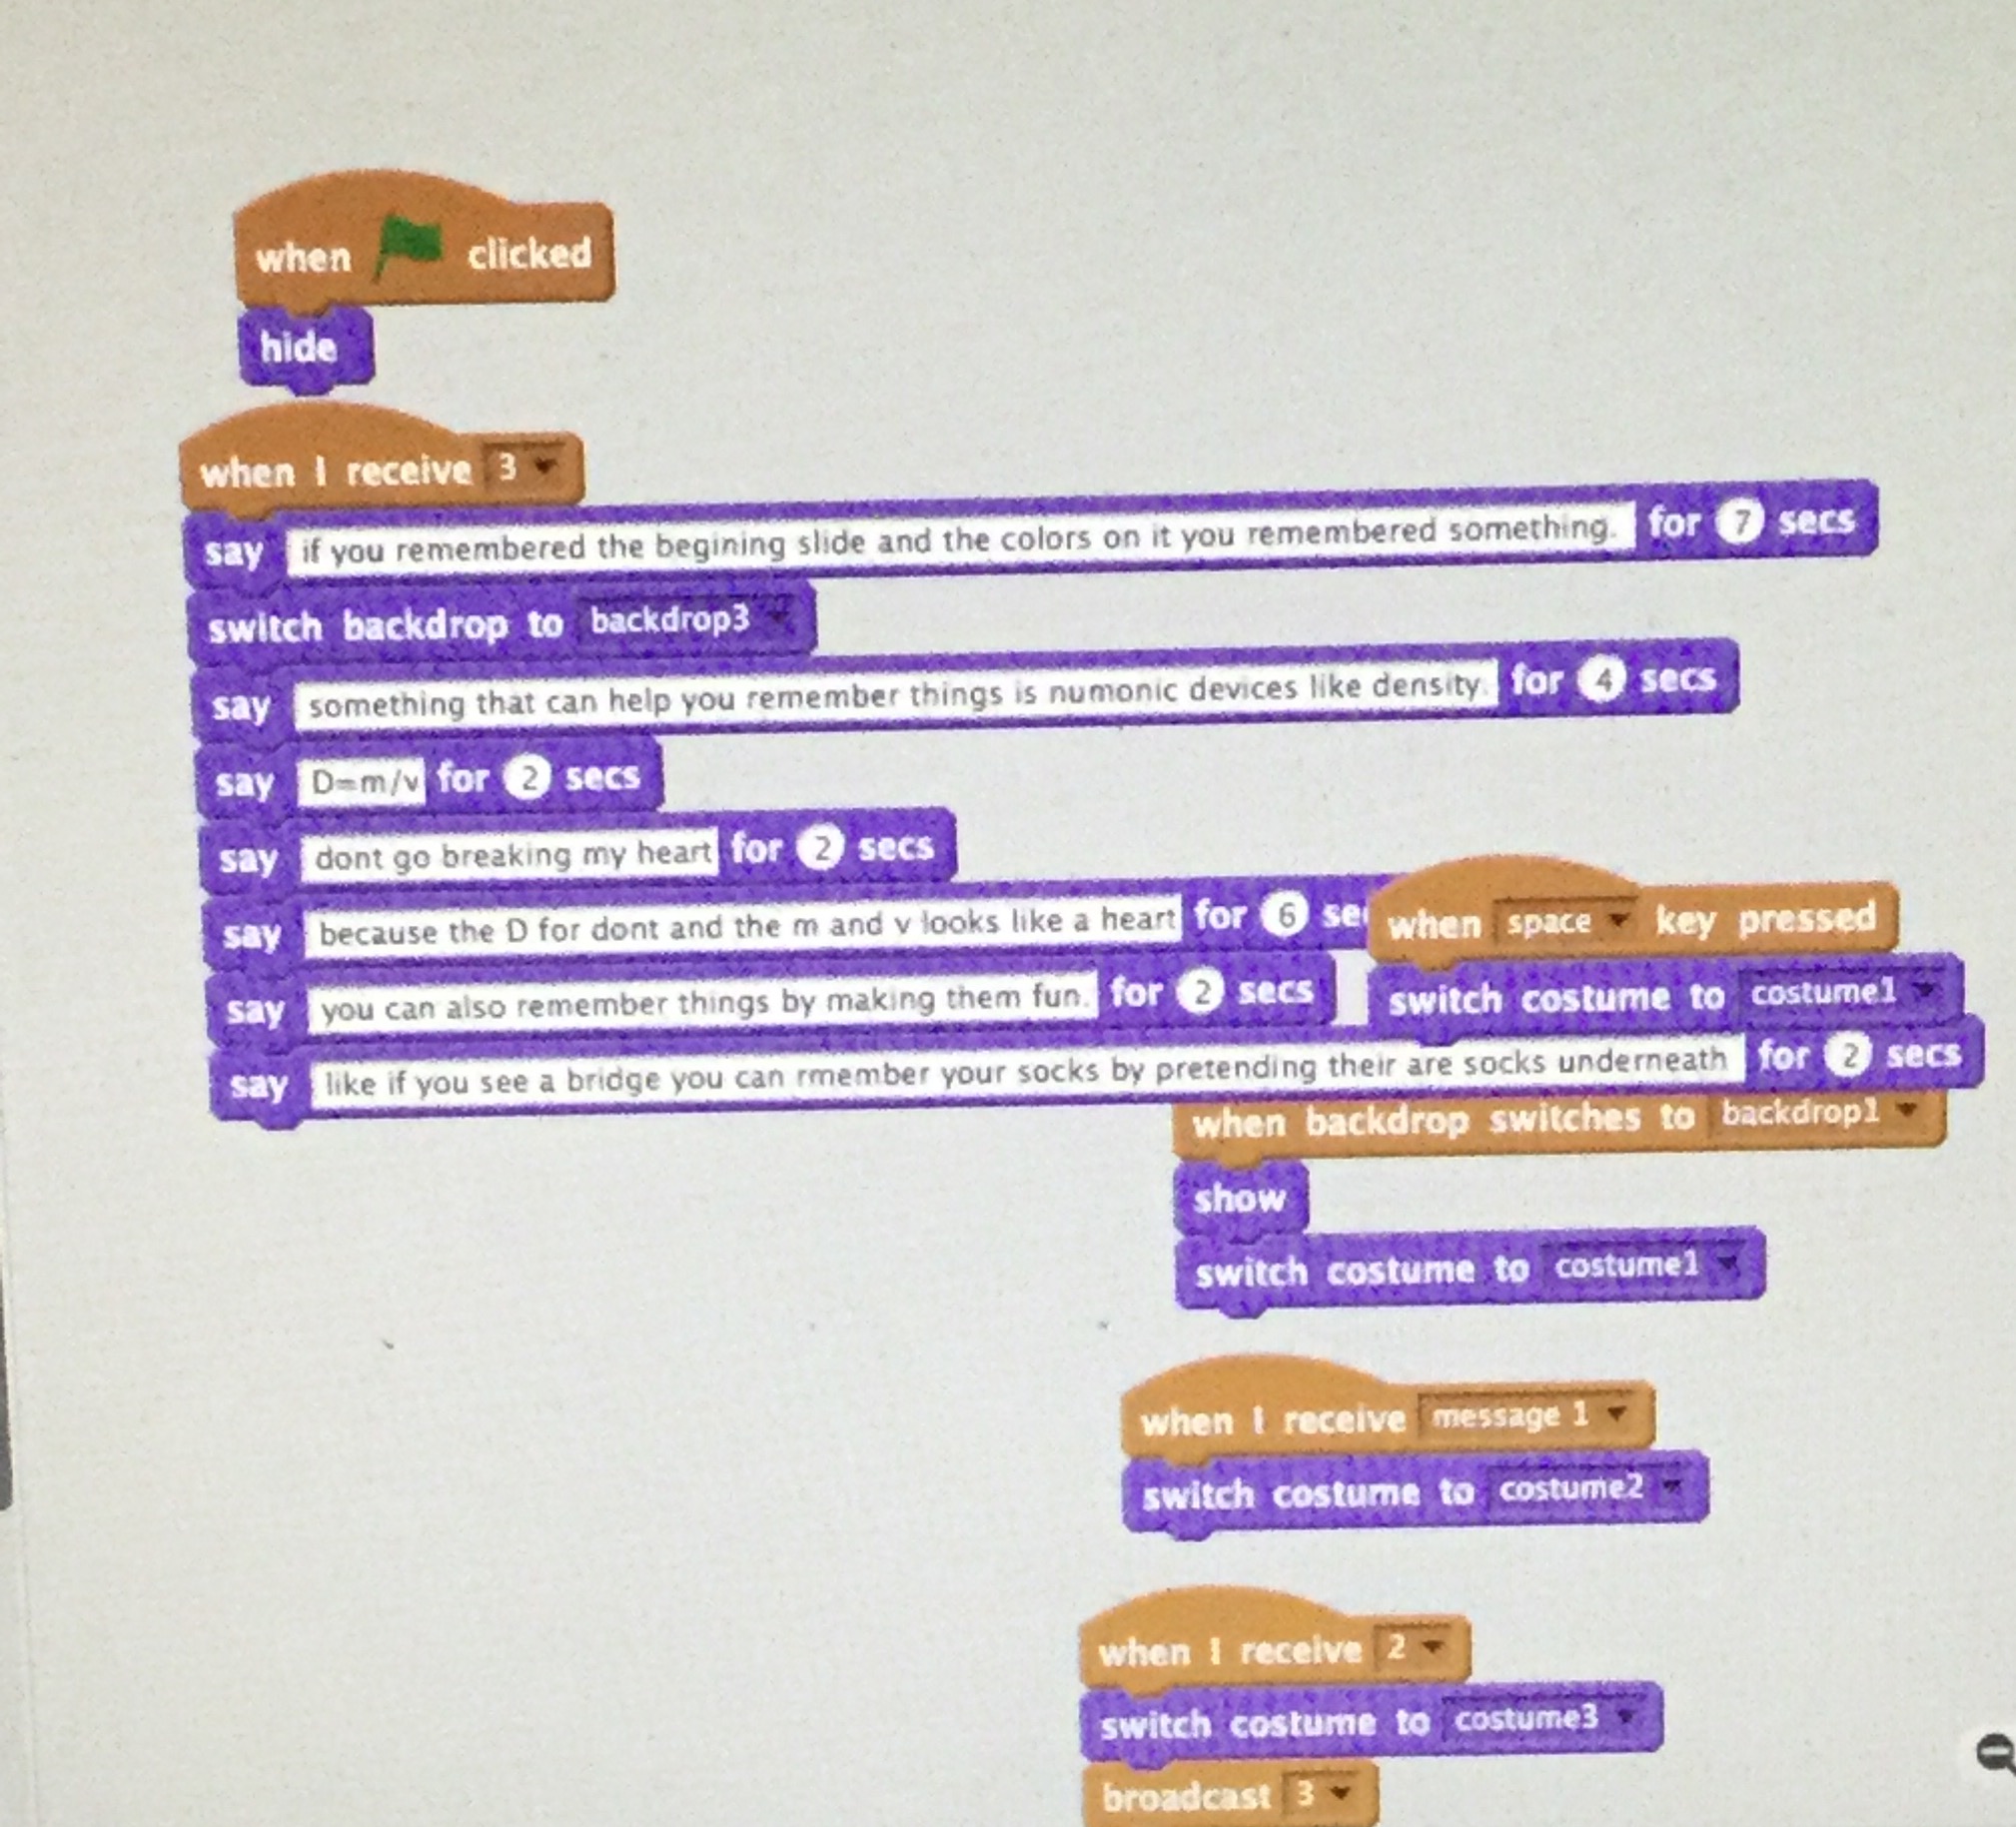 when clicked
hide
when I receive 3
say if you remembered the begining slide and the colors on it you remembered something. for 7 secs
switch backdrop to backdrop3
say something that can help you remember things is numonic devices like density. for 4 secs
say D=m/v for 2 secs
say dont go breaking my heart for 2 secs
say because the D for dont and the m and v looks like a heart for 6 se
say you can also remember things by making them fun. for 2 secs
say like if you see a bridge you can rmember your socks by pretending their are socks underneath for 2 secs
when space key pressed
switch costume to costume1
when backdrop switches to backdrop1
show
switch costume to costume1
when I receive message 1
switch costume to costume2
when I receive 2
switch costume to costume3
broadcast 3